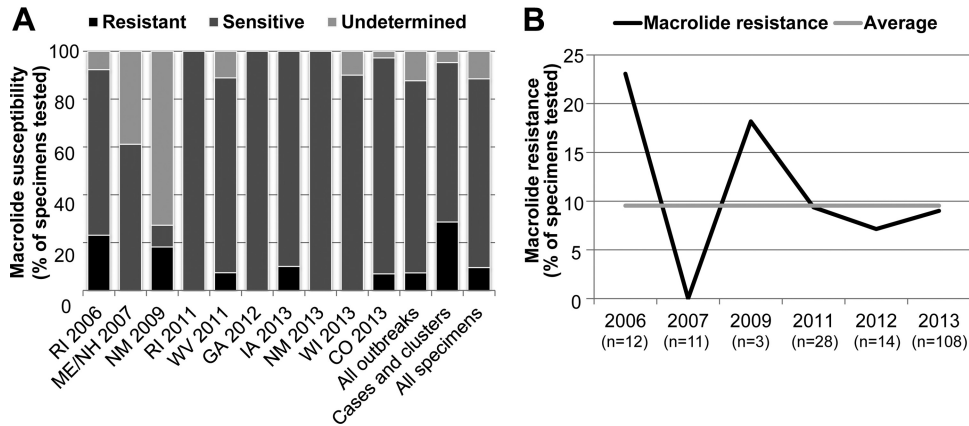 A
Resistant Sensitive Undetermined
Macrolide susceptibility
(% of specimens tested)
100
80
60
40
20
0
RI 2006
ME/NH 2007
NM 2009
RI 2011
WV 2011
GA 2012
IA 2013
NM 2013
WI 2013
CO 2013
All outbreaks
Cases and clusters
All specimens
B
Macrolide resistance Average
Macrolide resistance
(% of specimens tested)
25
20
15
10
5
0
2006 2007 2009 2011 2012 2013
(n=12) (n=11) (n=3) (n=28) (n=14) (n=108)